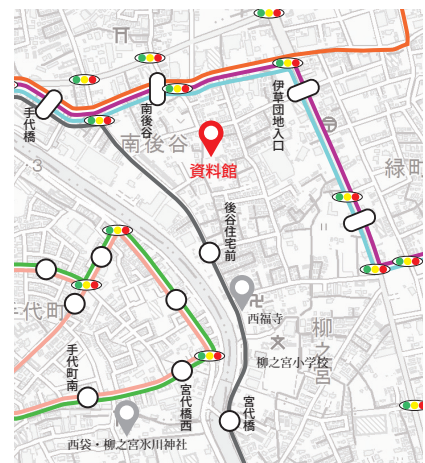 手代橋
南後谷
南後谷
伊草団地入口
〒
資料館
3
緑町
後谷住宅前
西福寺
柳之宮
柳之宮小学校
文
代町
手代町南
宮代橋西
宮代橋
西袋・柳之宮氷川神社